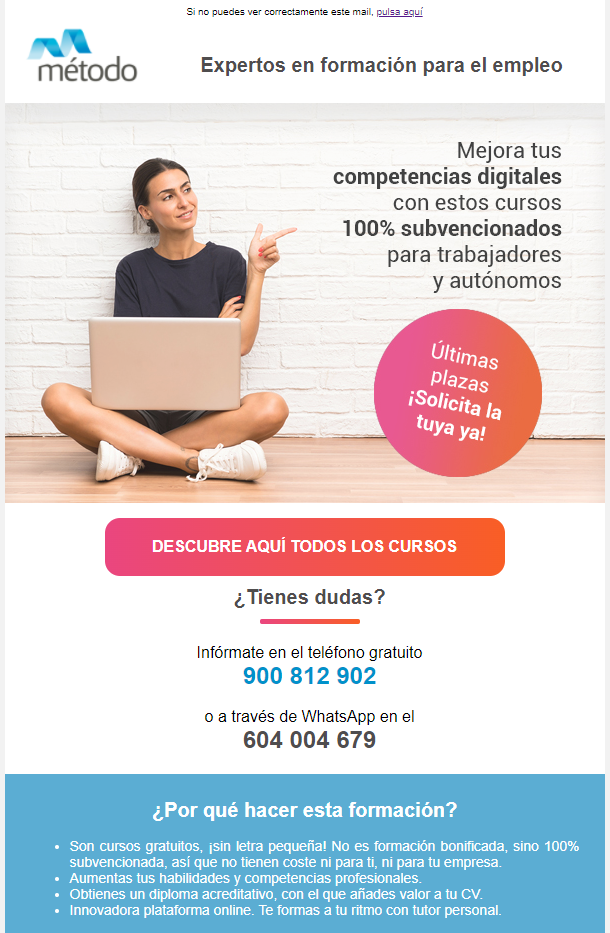 Si no puedes ver correctamente este mail, pulsa aquí
método
Expertos en formación para el empleo
Mejora tus
competencias digitales
con estos cursos
100% subvencionados
para trabajadores
y autónomos
Últimas
plazas
¡Solicita la
tuya ya!
DESCUBRE AQUÍ TODOS LOS CURSOS
¿Tienes dudas?
Infórmate en el teléfono gratuito
900 812 902
o a través de WhatsApp en el
604 004 679
¿Por qué hacer esta formación?
• Son cursos gratuitos, ¡sin letra pequeña! No es formación bonificada, sino 100%
subvencionada, así que no tienen coste ni para ti, ni para tu empresa.
• Aumentas tus habilidades y competencias profesionales.
• Obtienes un diploma acreditativo, con el que añades valor a tu CV.
• Innovadora plataforma online. Te formas a tu ritmo con tutor personal.